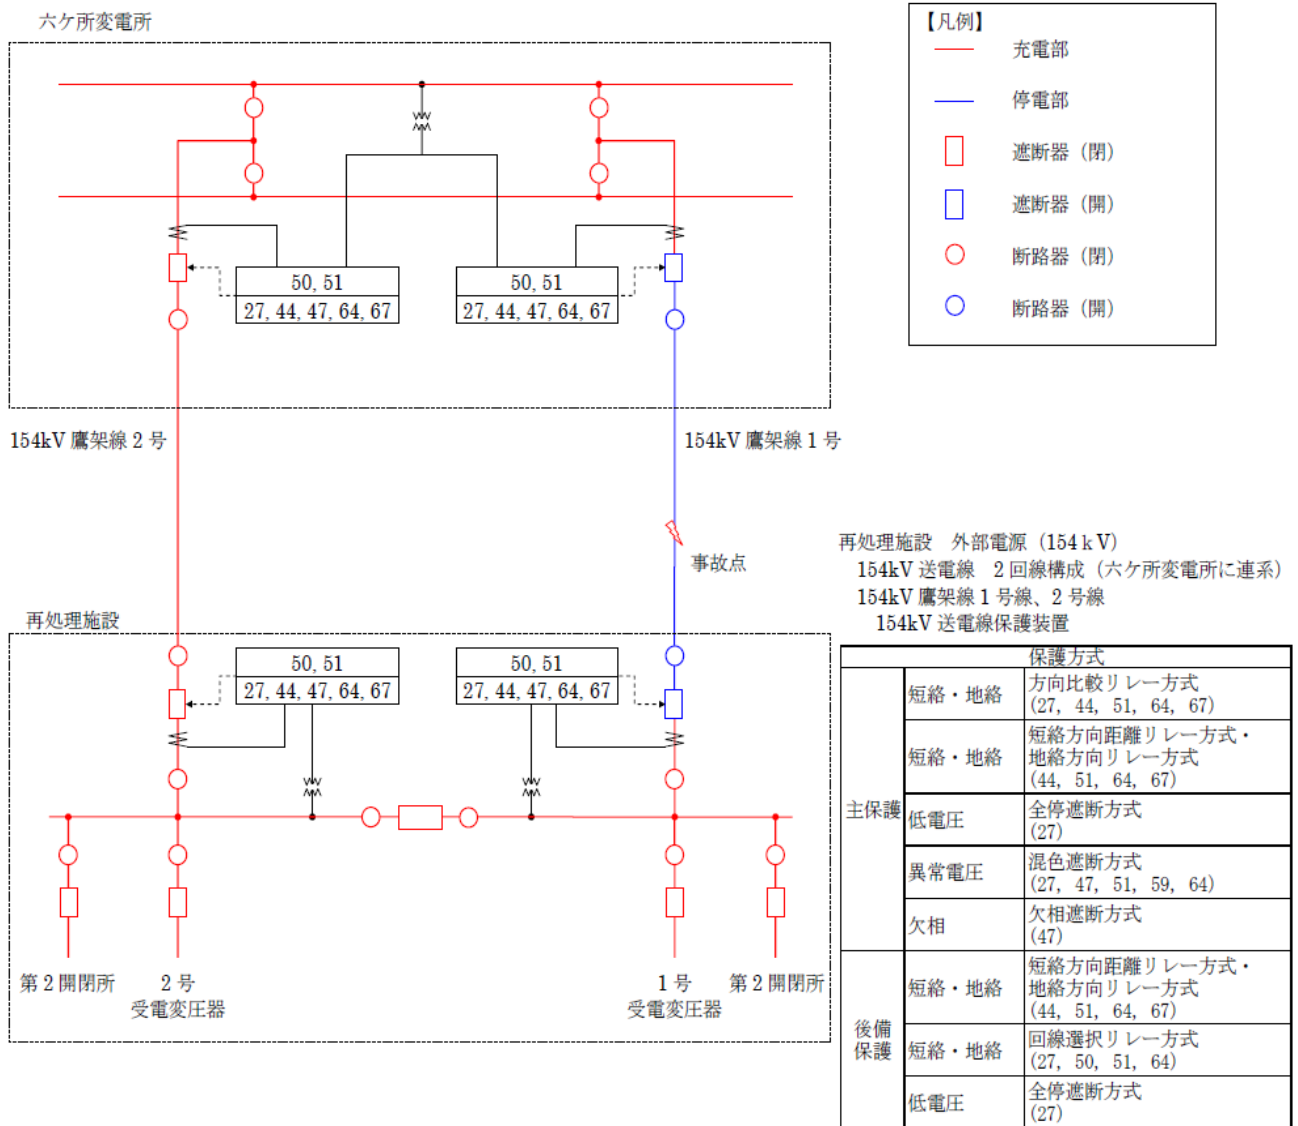 六ケ所変電所
50, 51
27, 44, 47, 64, 67
50, 51
27, 44, 47, 64, 67
【凡例】
充電部
停電部
遮断器（閉）
遮断器（開）
断路器（閉）
断路器（開）
154kV 鷹架線 2 号
154kV 鷹架線 1 号
事故点
再処理施設
50, 51
27, 44, 47, 64, 67
50, 51
27, 44, 47, 64, 67
第２開閉所
2 号
受電変圧器
1 号
受電変圧器
第２開閉所
再処理施設　外部電源（154ｋV）
154kV 送電線　2 回線構成（六ケ所変電所に連系）
154kV 鷹架線 1 号線、2 号線
154kV 送電線保護装置
保護方式
主保護
短絡・地絡
方向比較リレー方式
(27, 44, 51, 64, 67)
短絡・地絡
短絡方向距離リレー方式・
地絡方向リレー方式
(44, 51, 64, 67)
低電圧
全停遮断方式
(27)
異常電圧
混色遮断方式
(27, 47, 51, 59, 64)
欠相
欠相遮断方式
(47)
後備
保護
短絡・地絡
短絡方向距離リレー方式・
地絡方向リレー方式
(44, 51, 64, 67)
短絡・地絡
回線選択リレー方式
(27, 50, 51, 64)
低電圧
全停遮断方式
(27)